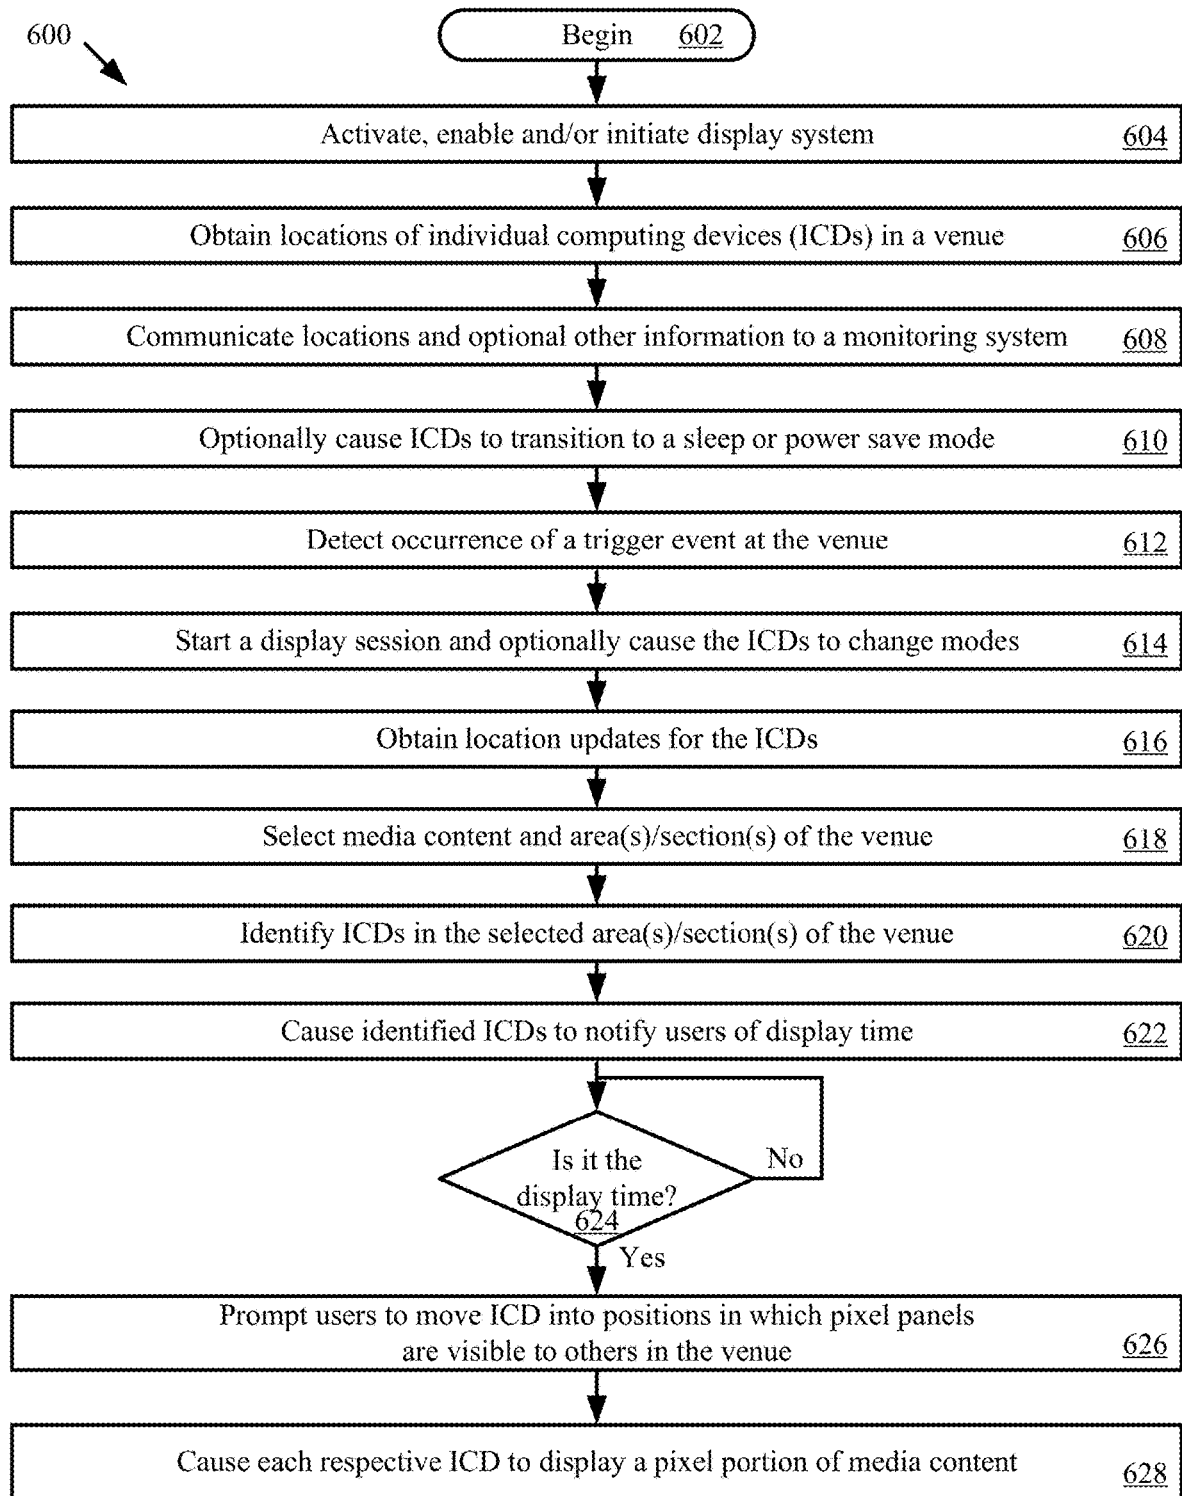 600
Begin 602
Activate, enable and/or initiate display system 604
Obtain locations of individual computing devices (ICDs) in a venue 606
Communicate locations and optional other information to a monitoring system 608
Optionally cause ICDs to transition to a sleep or power save mode 610
Detect occurrence of a trigger event at the venue 612
Start a display session and optionally cause the ICDs to change modes 614
Obtain location updates for the ICDs 616
Select media content and area(s)/section(s) of the venue 618
Identify ICDs in the selected area(s)/section(s) of the venue 620
Cause identified ICDs to notify users of display time 622
Is it the
display time?
624
No
Yes
Prompt users to move ICD into positions in which pixel panels
are visible to others in the venue 626
Cause each respective ICD to display a pixel portion of media content 628